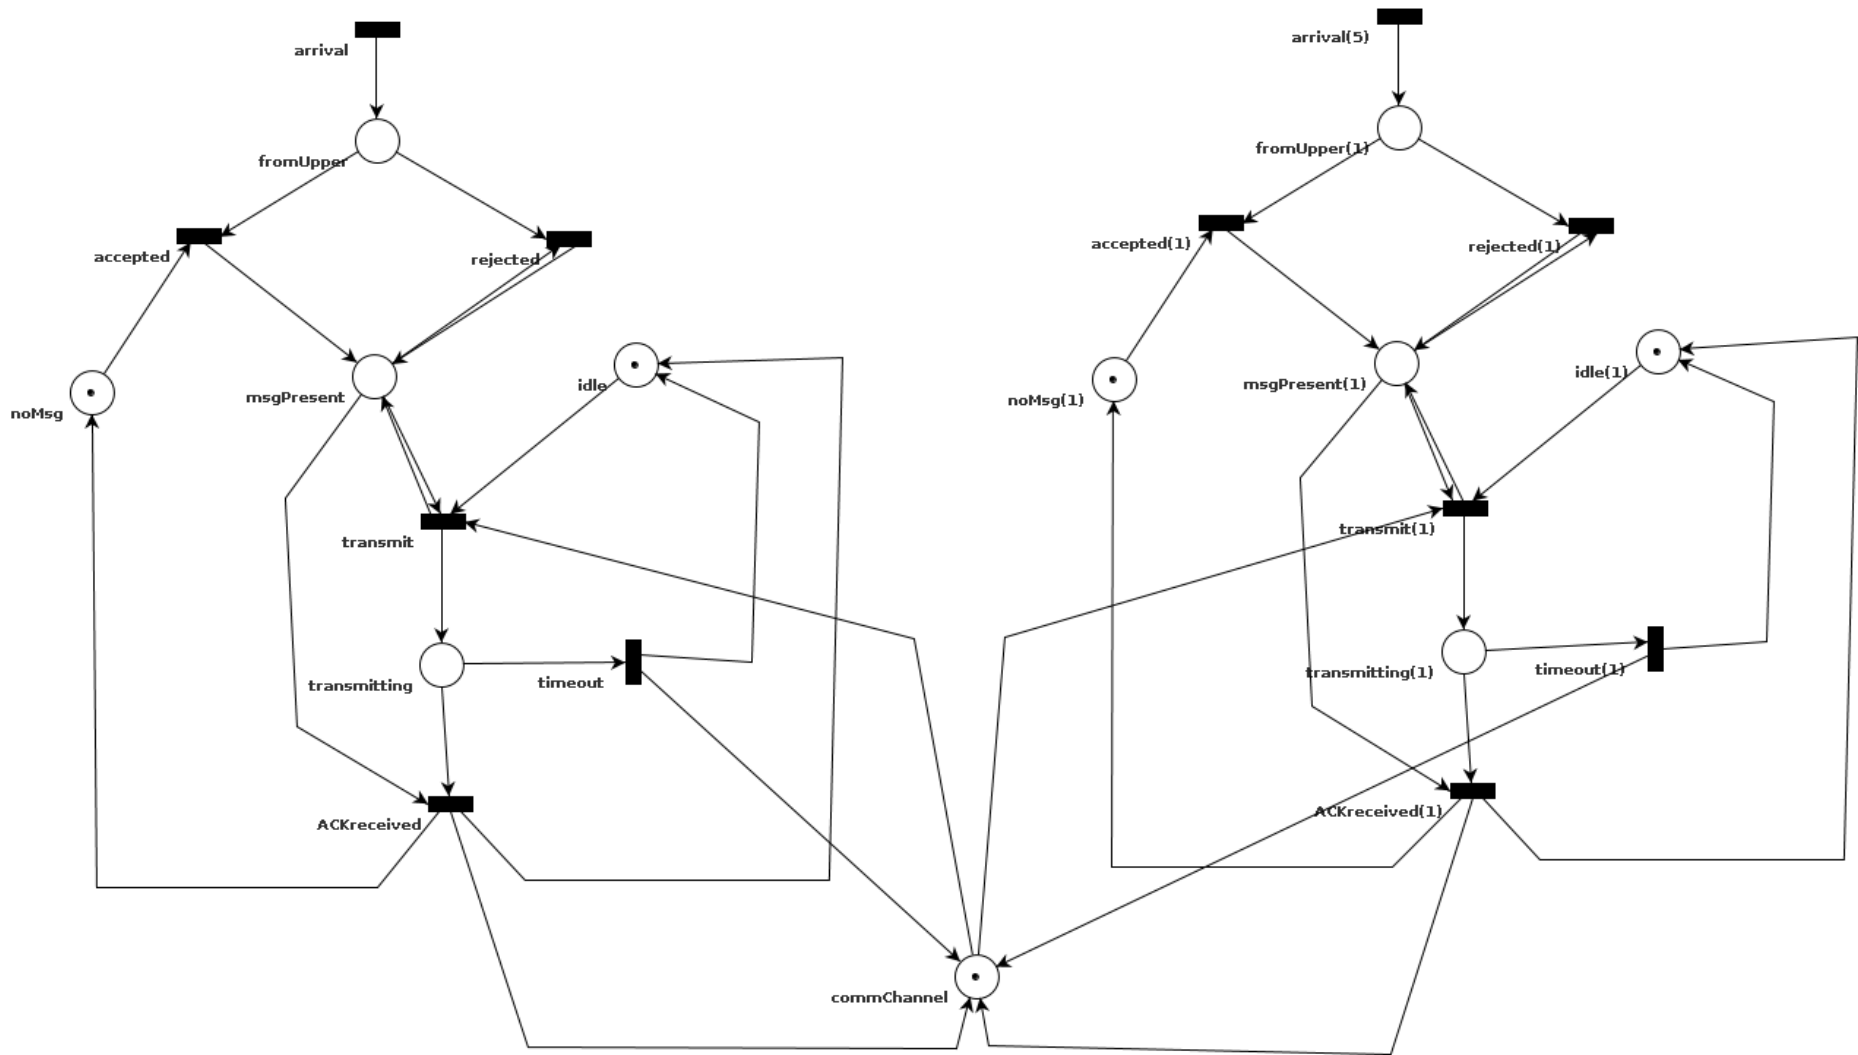 arrival
arrival(5)
fromUpper
fromUpper(1)
accepted
rejected
accepted(1)
rejected(1)
noMsg
msgPresent
idle
noMsg(1)
msgPresent(1)
idle(1)
transmit
transmit(1)
transmitting
timeout
transmitting(1)
timeout(1)
ACKreceived
ACKreceived(1)
commChannel